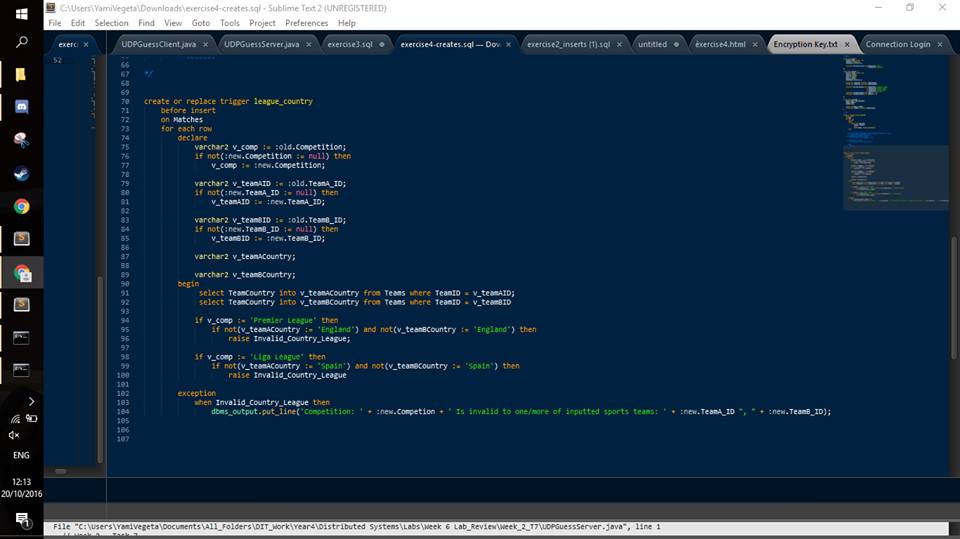 C:\Users\YamiVegeta\Downloads\exercise4-creates.sql - Sublime Text 2 (UNREGISTERED)
File Edit Selection Find View Goto Tools Project Preferences Help
exerc × UDPGuessClient.java × UDPGuessServer.java × exercise3.sql exercise4-creates.sql — Dow × exercise2_inserts (1).sql × untitled exercise4.html × Encryption Key.txt × Connection Login ×
52
66
67 */
68
69
70 create or replace trigger league_country
71 before insert
72 on Matches
73 for each row
74 declare
75 varchar2 v_comp := :old.Competition;
76 if not(:new.Competition := null) then
77 v_comp := :new.Competition;
78
79 varchar2 v_teamAID := :old.TeamA_ID;
80 if not(:new.TeamA_ID := null) then
81 v_teamAID := :new.TeamA_ID;
82
83 varchar2 v_teamBID := :old.TeamB_ID;
84 if not(:new.TeamB_ID := null) then
85 v_teamBID := :new.TeamB_ID;
86
87 varchar2 v_teamACountry;
88
89 varchar2 v_teamBCountry;
90 begin
91 select TeamCountry into v_teamACountry from Teams where TeamID = v_teamAID;
92 select TeamCountry into v_teamBCountry from Teams where TeamID = v_teamBID
93
94 if v_comp := 'Premier League' then
95 if not(v_teamACountry := 'England') and not(v_teamBCountry := 'England') then
96 raise Invalid_Country_League;
97
98 if v_comp := 'Liga League' then
99 if not(v_teamACountry := 'Spain') and not(v_teamBCountry := 'Spain') then
100 raise Invalid_Country_League
101
102 exception
103 when Invalid_Country_League then
104 dbms_output.put_line('Competition: ' + :new.Competion + ' Is invalid to one/more of inputted sports teams: ' + :new.TeamA_ID ", " + :new.TeamB_ID);
105
106
107
ENG
12:13
20/10/2016
1
File "C:\Users\YamiVegeta\Documents\All_Folders\DIT_Work\Year4\Distributed Systems\Labs\Week 6 Lab_Review\Week_2_T7\UDPGuessServer.java", line 1